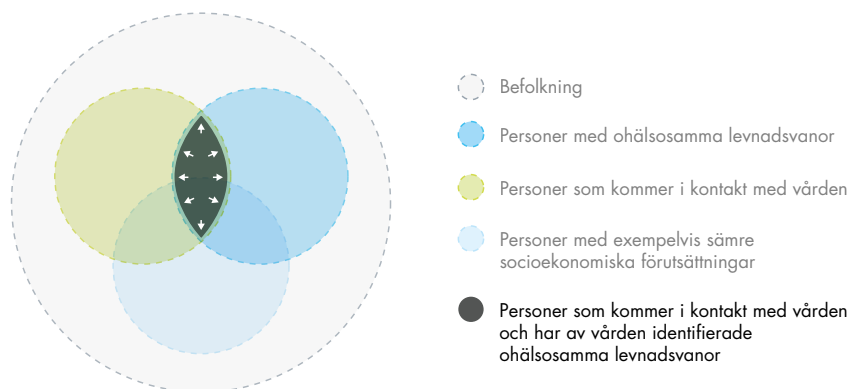 Befolkning
Personer med ohälsosamma levnadsvanor
Personer som kommer i kontakt med vården
Personer med exempelvis sämre
socioekonomiska förutsättningar
Personer som kommer i kontakt med vården
och har av vården identifierade
ohälsosamma levnadsvanor